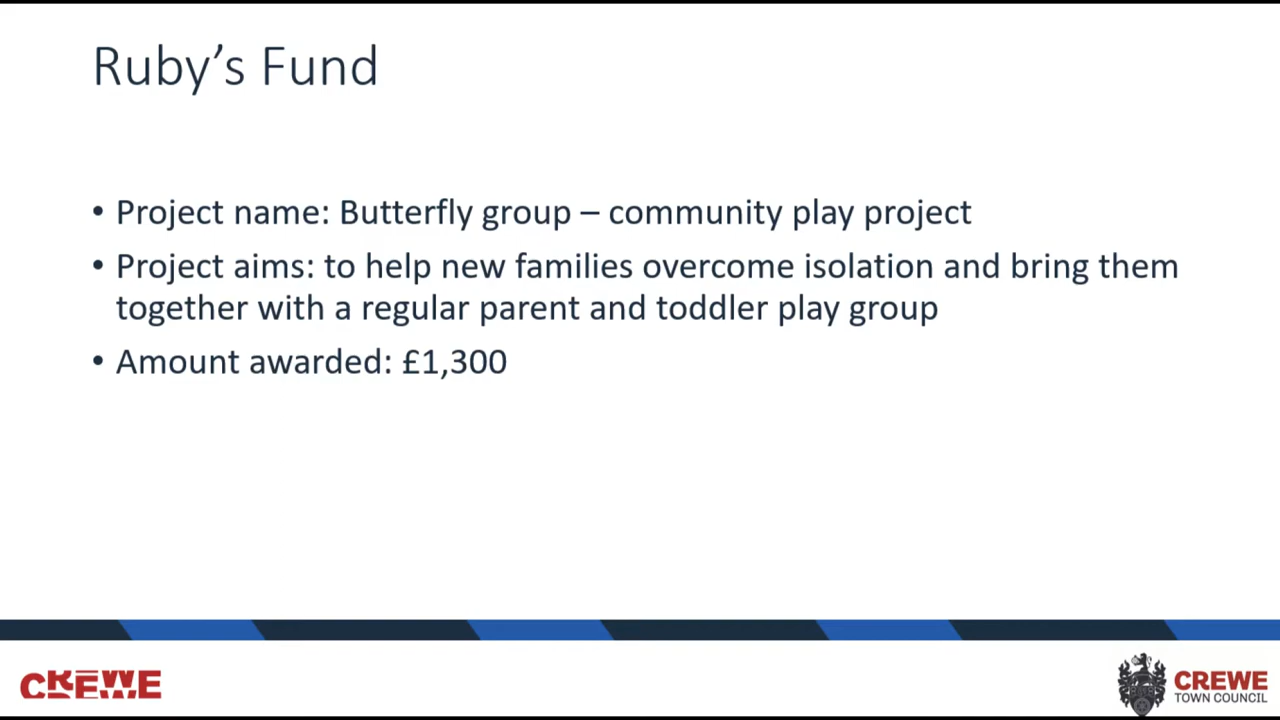 Ruby’s Fund
• Project name: Butterfly group – community play project
• Project aims: to help new families overcome isolation and bring them
together with a regular parent and toddler play group
• Amount awarded: £1,300
CREWE
CREWE
TOWN COUNCIL